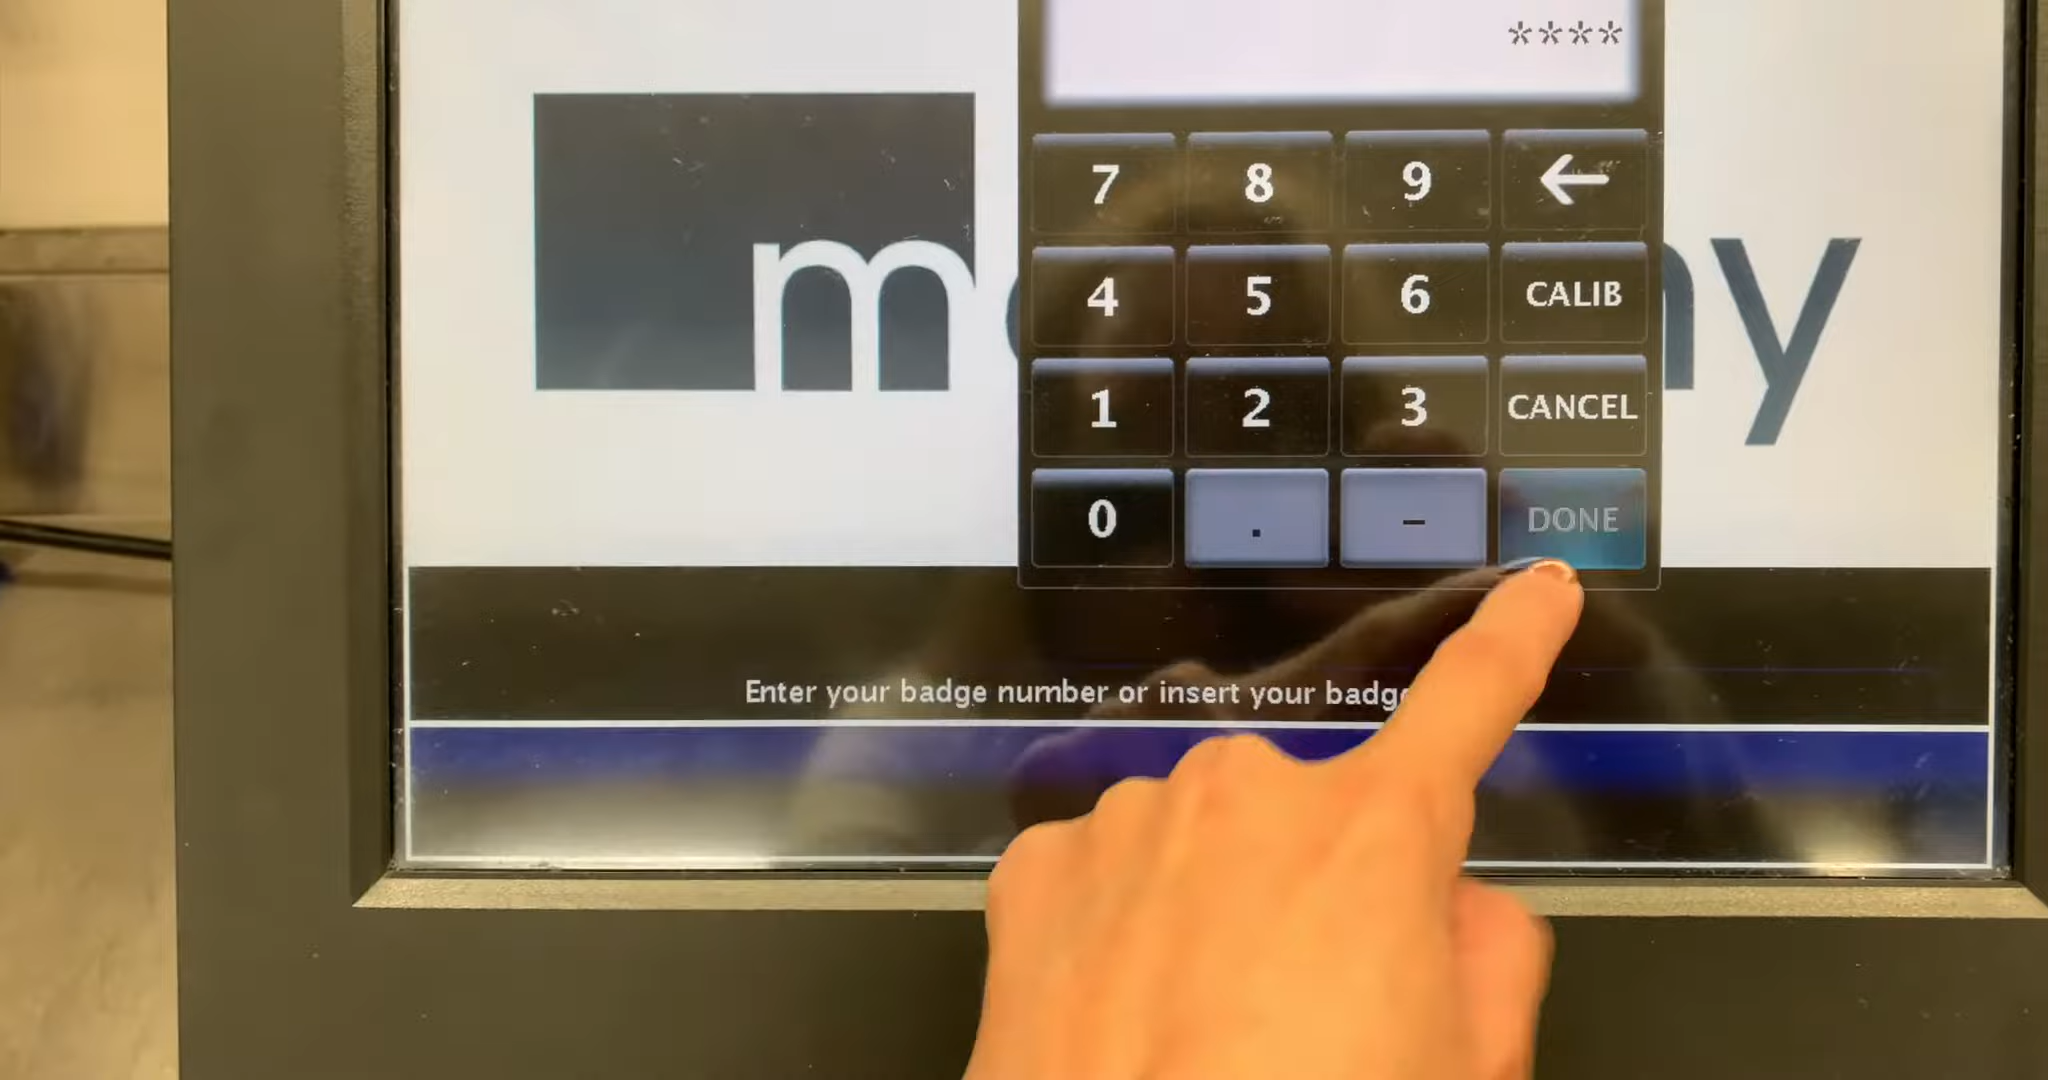 ****
7 8 9 ←
4 5 6 CALIB
1 2 3 CANCEL
0 . - DONE
m y
Enter your badge number or insert your